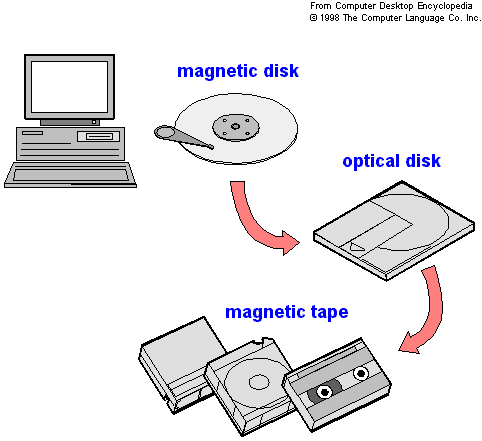 From Computer Desktop Encyclopedia
© 1998 The Computer Language Co. Inc.
magnetic disk
optical disk
magnetic tape